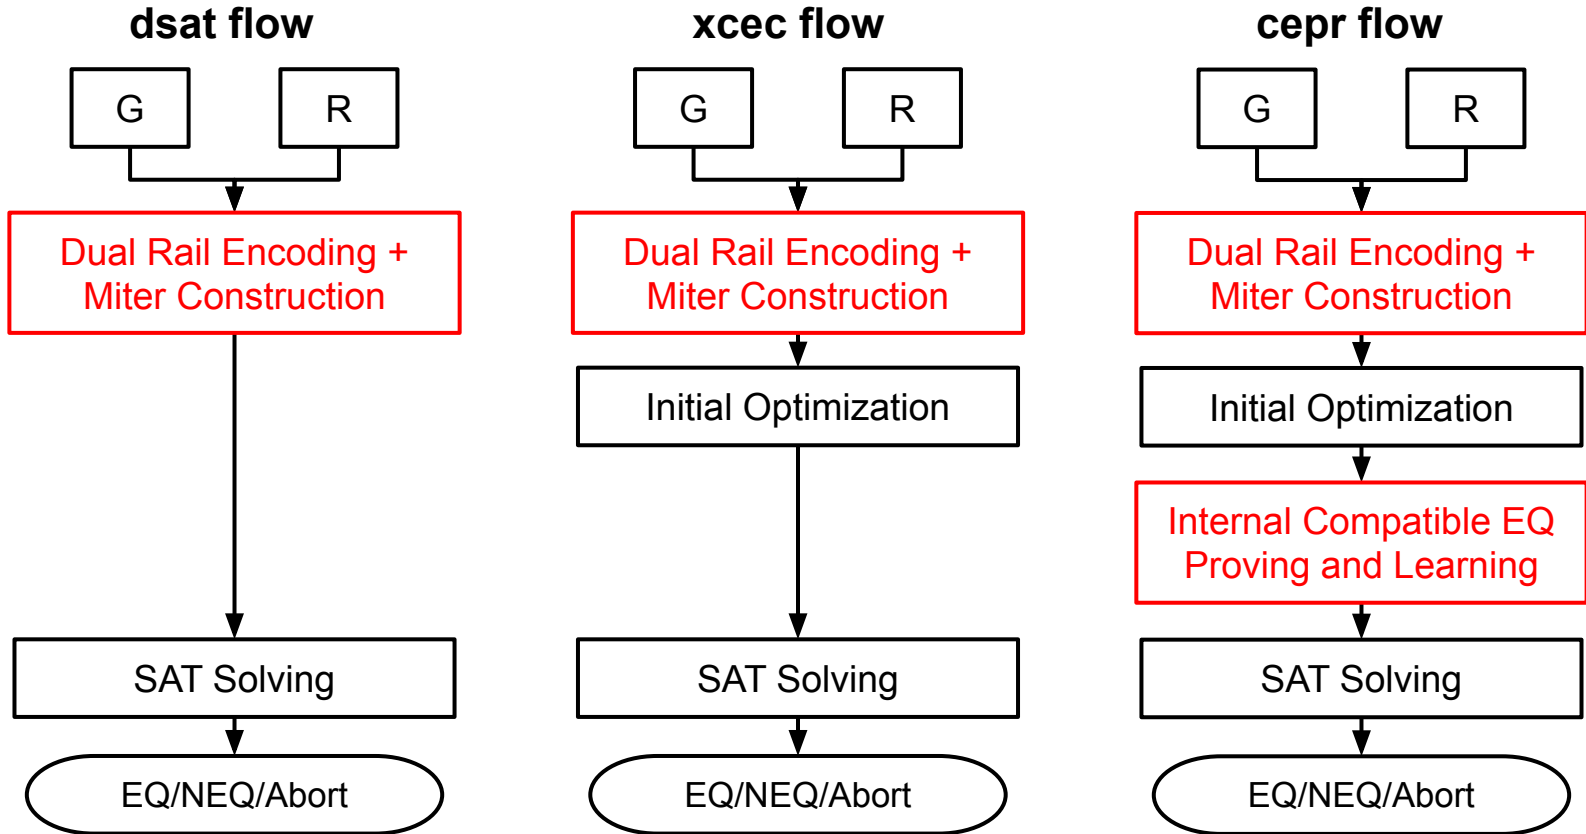 dsat flow
G
R
Dual Rail Encoding +
Miter Construction
SAT Solving
EQ/NEQ/Abort
xcec flow
G
R
Dual Rail Encoding +
Miter Construction
Initial Optimization
SAT Solving
EQ/NEQ/Abort
cepr flow
G
R
Dual Rail Encoding +
Miter Construction
Initial Optimization
Internal Compatible EQ
Proving and Learning
SAT Solving
EQ/NEQ/Abort